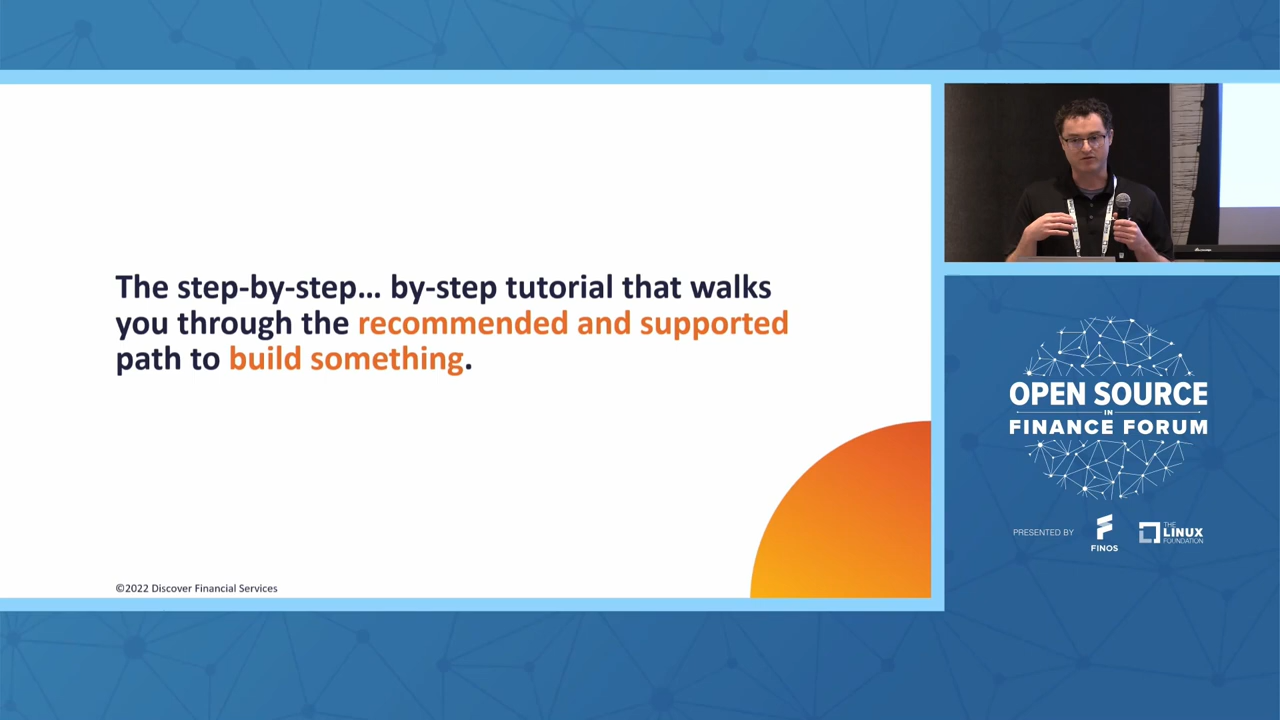 The step-by-step... by-step tutorial that walks
you through the recommended and supported
path to build something.
©2022 Discover Financial Services
OPEN SOURCE
IN
FINANCE FORUM
PRESENTED BY
FINOS
THE
LINUX
FOUNDATION